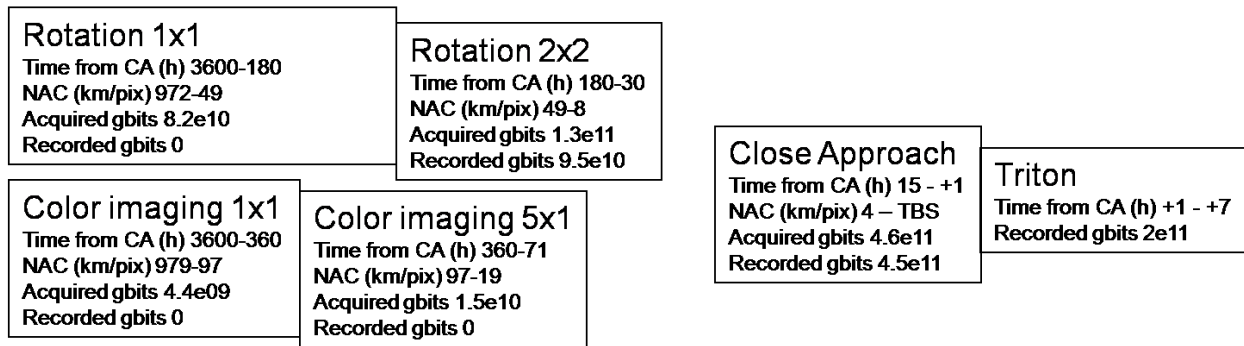 Rotation 1x1
Time from CA (h) 3600-180
NAC (km/pix) 972-49
Acquired gbits 8.2e10
Recorded gbits 0
Rotation 2x2
Time from CA (h) 180-30
NAC (km/pix) 49-8
Acquired gbits 1.3e11
Recorded gbits 9.5e10
Color imaging 1x1
Time from CA (h) 3600-360
NAC (km/pix) 979-97
Acquired gbits 4.4e09
Recorded gbits 0
Color imaging 5x1
Time from CA (h) 360-71
NAC (km/pix) 97-19
Acquired gbits 1.5e10
Recorded gbits 0
Close Approach
Time from CA (h) 15 - +1
NAC (km/pix) 4 – TBS
Acquired gbits 4.6e11
Recorded gbits 4.5e11
Triton
Time from CA (h) +1 - +7
Recorded gbits 2e11